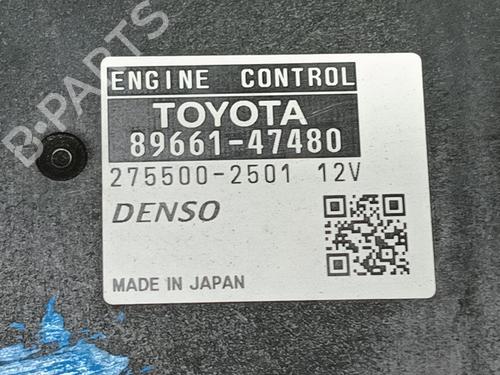 B-PARTS
ENGINE CONTROL
TOYOTA
89661-47480
275500-2501 12V
DENSO
MADE IN JAPAN